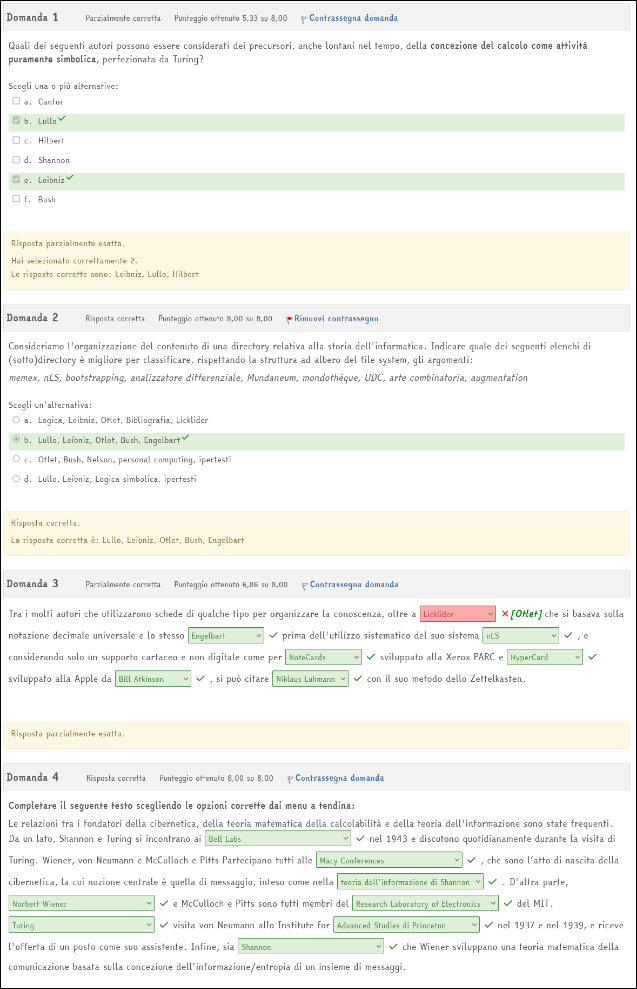 Domanda 1 Parzialmente corretta Punteggio ottenuto 5,33 su 8,00 Contrassegna domanda
Quali dei seguenti autori possono essere considerati dei precursori, anche lontani nel tempo, della concezione del calcolo come attività
puramente simbolica, perfezionata da Turing?
Scegli una o più alternative:
a. Cantor
b. Lullo
c. Hilbert
d. Shannon
e. Leibniz
f. Bush
Risposta parzialmente esatta.
Hai selezionato correttamente 2.
Le risposte corrette sono: Leibniz, Lullo, Hilbert
Domanda 2 Risposta corretta Punteggio ottenuto 8,00 su 8,00 Rimuovi contrassegno
Consideriamo l'organizzazione del contenuto di una directory relativa alla storia dell'informatica. Indicare quale dei seguenti elenchi di
(sotto)directory è migliore per classificare, rispettando la struttura ad albero del file system, gli argomenti:
memex, nLS, bootstrapping, analizzatore differenziale, Mundaneum, mondothèque, UDC, arte combinatoria, augmentation
Scegli un'alternativa:
a. Logica, Leibniz, Otlet, Bibliografia, Licklider
b. Lullo, Leibniz, Otlet, Bush, Engelbart
c. Otlet, Bush, Nelson, personal computing, ipertesti
d. Lullo, Leibniz, Logica simbolica, ipertesti
Risposta corretta.
La risposta corretta è: Lullo, Leibniz, Otlet, Bush, Engelbart
Domanda 3 Parzialmente corretta Punteggio ottenuto 6,86 su 8,00 Contrassegna domanda
Tra i molti autori che utilizzarono schede di qualche tipo per organizzare la conoscenza, oltre a Licklider [Otlet] che si basava sulla
notazione decimale universale e lo stesso Engelbart prima dell'utilizzo sistematico del suo sistema nLS , e
considerando solo un supporto cartaceo e non digitale come per NoteCards sviluppato alla Xerox PARC e HyperCard
sviluppato alla Apple da Bill Atkinson , si può citare Niklaus Luhmann con il suo metodo dello Zettelkasten.
Risposta parzialmente esatta.
Domanda 4 Risposta corretta Punteggio ottenuto 8,00 su 8,00 Contrassegna domanda
Completare il seguente testo scegliendo le opzioni corrette dai menu a tendina:
Le relazioni tra i fondatori della cibernetica, della teoria matematica della calcolabilità e della teoria dell'informazione sono state frequenti.
Da un lato, Shannon e Turing si incontrano ai Bell Labs nel 1943 e discutono quotidianamente durante la visita di
Turing. Wiener, von Neumann e McCulloch e Pitts Partecipano tutti alle Macy Conferences , che sono l'atto di nascita della
cibernetica, la cui nozione centrale è quella di messaggio, inteso come nella teoria dell'informazione di Shannon . D'altra parte,
Norbert Wiener e McCulloch e Pitts sono tutti membri del Research Laboratory of Electronics del MIT.
Turing visita von Neumann allo Institute for Advanced Studies di Princeton nel 1937 e nel 1939, e riceve
l'offerta di un posto come suo assistente. Infine, sia Shannon che Wiener sviluppano una teoria matematica della
comunicazione basata sulla concezione dell'informazione/entropia di un insieme di messaggi.